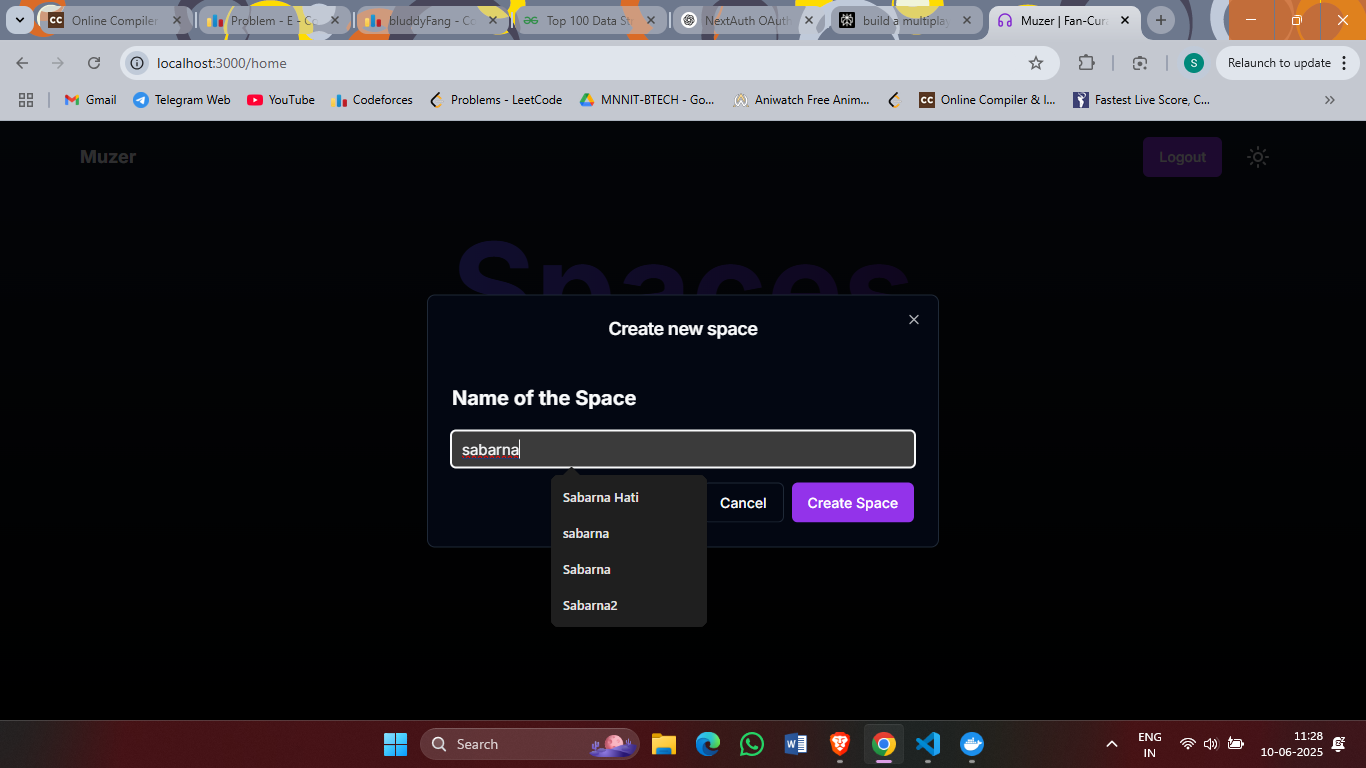 Online Compiler
Problem - E - Co
bluddyFang - Co
Top 100 Data Str
NextAuth OAuth
build a multiplay
Muzer | Fan-Cura
localhost:3000/home
S
Relaunch to update
Gmail
Telegram Web
YouTube
Codeforces
Problems - LeetCode
MNNIT-BTECH - Go...
Aniwatch Free Anim...
CC
Online Compiler & I...
Fastest Live Score, C...
Muzer
Logout
Spaces
Create new space
Name of the Space
sabarna
Sabarna Hati
sabarna
Sabarna
Sabarna2
Cancel
Create Space
Search
ENG
IN
11:28
10-06-2025